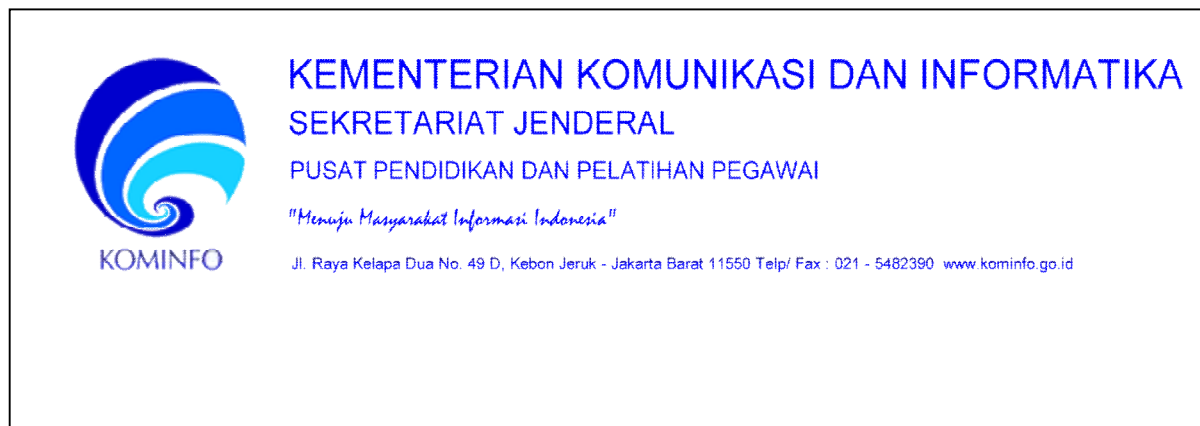 KEMENTERIAN KOMUNIKASI DAN INFORMATIKA
SEKRETARIAT JENDERAL
PUSAT PENDIDIKAN DAN PELATIHAN PEGAWAI
"Menuju Masyarakat Informasi Indonesia"
KOMINFO
Jl. Raya Kelapa Dua No. 49 D, Kebon Jeruk - Jakarta Barat 11550 Telp/ Fax : 021 - 5482390 www.kominfo.go.id